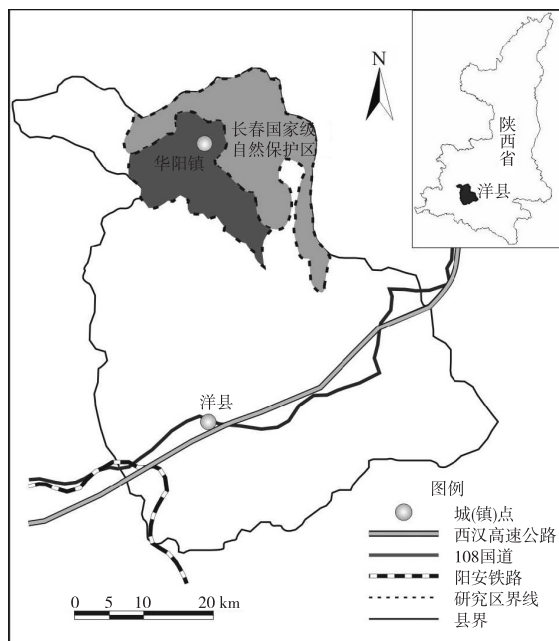 N
长春国家级
自然保护区
华阳镇
陕西省
洋县
洋县
图例
城(镇)点
西汉高速公路
108国道
阳安铁路
研究区界线
县界
0 5 10 20 km